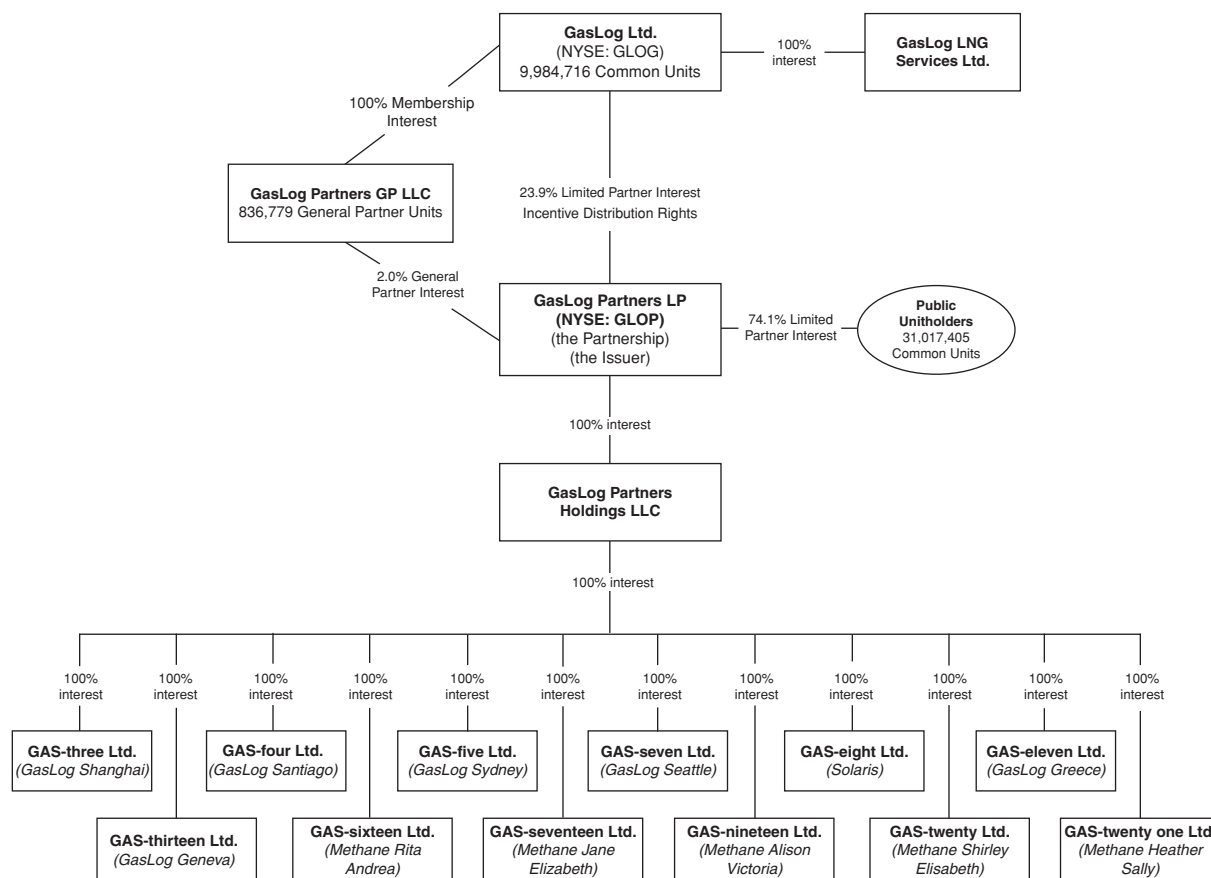 GasLog Ltd.
(NYSE: GLOG)
9,984,716 Common Units
100%
interest
GasLog LNG
Services Ltd.
100% Membership
Interest
GasLog Partners GP LLC
836,779 General Partner Units
23.9% Limited Partner Interest
Incentive Distribution Rights
2.0% General
Partner Interest
GasLog Partners LP
(NYSE: GLOP)
(the Partnership)
(the Issuer)
74.1% Limited
Partner Interest
Public
Unitholders
31,017,405
Common Units
100% interest
GasLog Partners
Holdings LLC
100% interest
100%
interest
100%
interest
100%
interest
100%
interest
100%
interest
100%
interest
100%
interest
100%
interest
100%
interest
100%
interest
100%
interest
100%
interest
GAS-three Ltd.
(GasLog Shanghai)
GAS-four Ltd.
(GasLog Santiago)
GAS-five Ltd.
(GasLog Sydney)
GAS-seven Ltd.
(GasLog Seattle)
GAS-eight Ltd.
(Solaris)
GAS-eleven Ltd.
(GasLog Greece)
GAS-thirteen Ltd.
(GasLog Geneva)
GAS-sixteen Ltd.
(Methane Rita
Andrea)
GAS-seventeen Ltd.
(Methane Jane
Elizabeth)
GAS-nineteen Ltd.
(Methane Alison
Victoria)
GAS-twenty Ltd.
(Methane Shirley
Elisabeth)
GAS-twenty one Ltd
(Methane Heather
Sally)